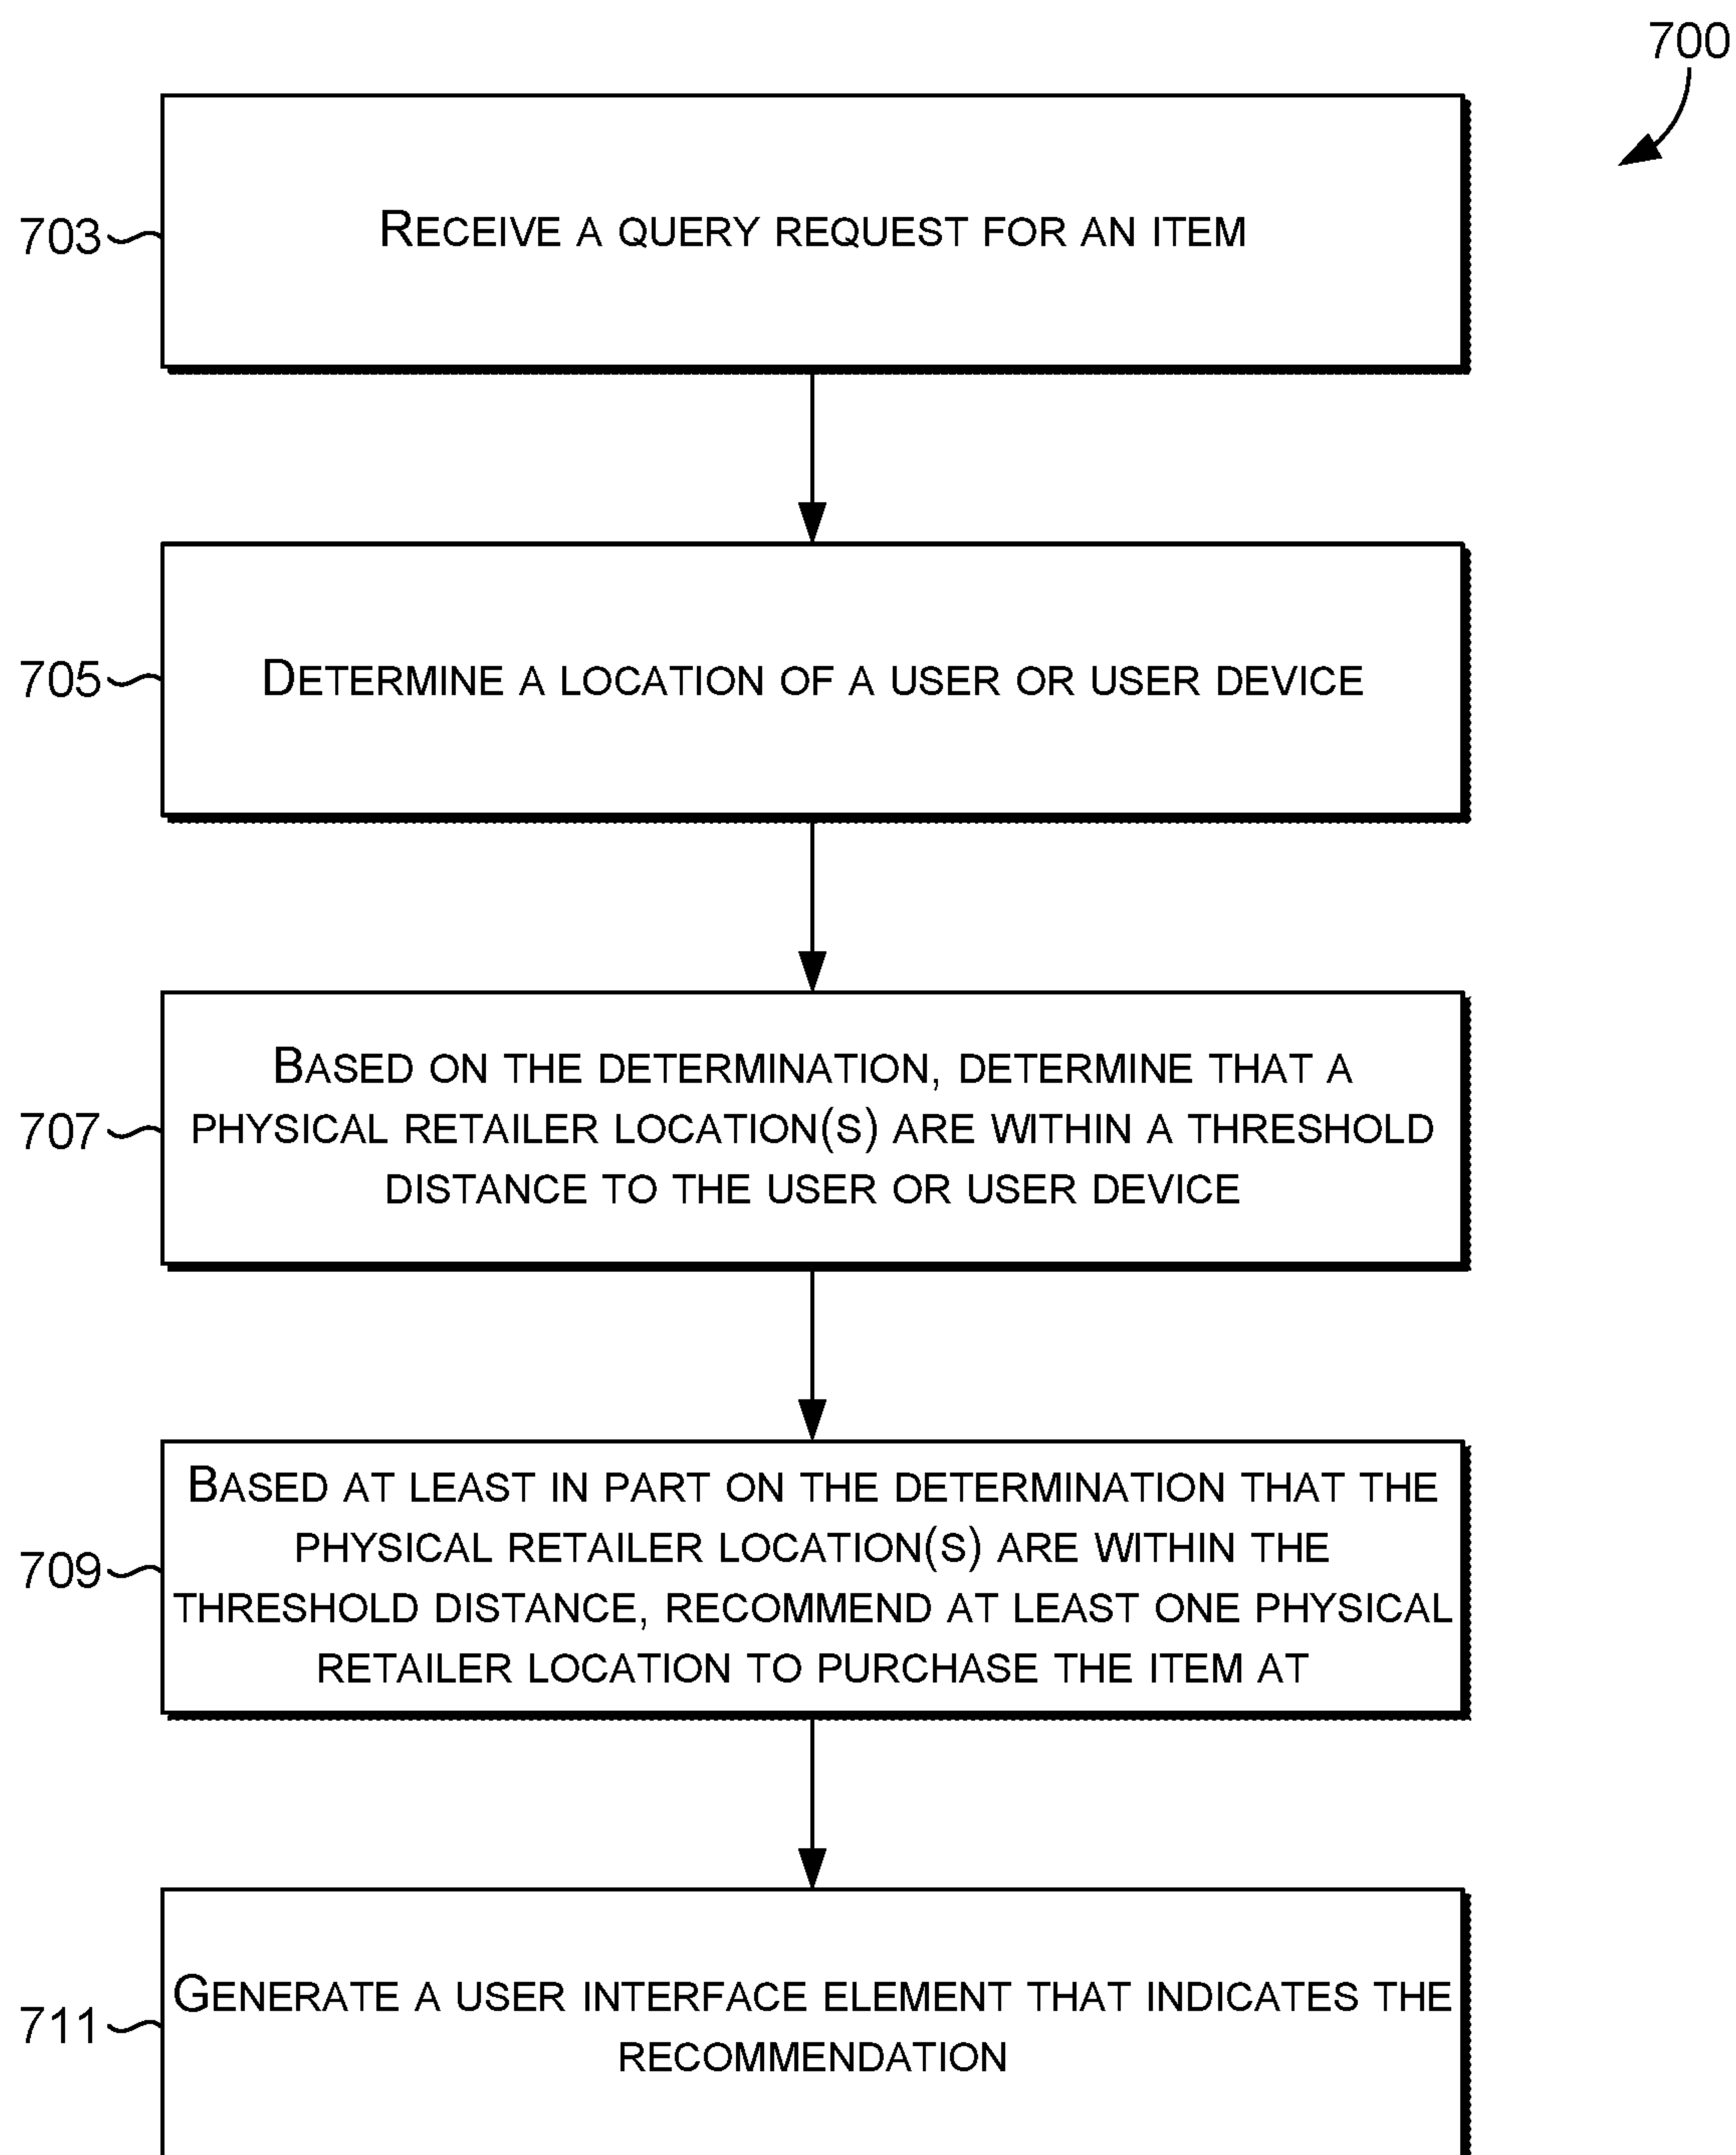 700
703
RECEIVE A QUERY REQUEST FOR AN ITEM
705
DETERMINE A LOCATION OF A USER OR USER DEVICE
707
BASED ON THE DETERMINATION, DETERMINE THAT A
PHYSICAL RETAILER LOCATION(S) ARE WITHIN A THRESHOLD
DISTANCE TO THE USER OR USER DEVICE
709
BASED AT LEAST IN PART ON THE DETERMINATION THAT THE
PHYSICAL RETAILER LOCATION(S) ARE WITHIN THE
THRESHOLD DISTANCE, RECOMMEND AT LEAST ONE PHYSICAL
RETAILER LOCATION TO PURCHASE THE ITEM AT
711
GENERATE A USER INTERFACE ELEMENT THAT INDICATES THE
RECOMMENDATION